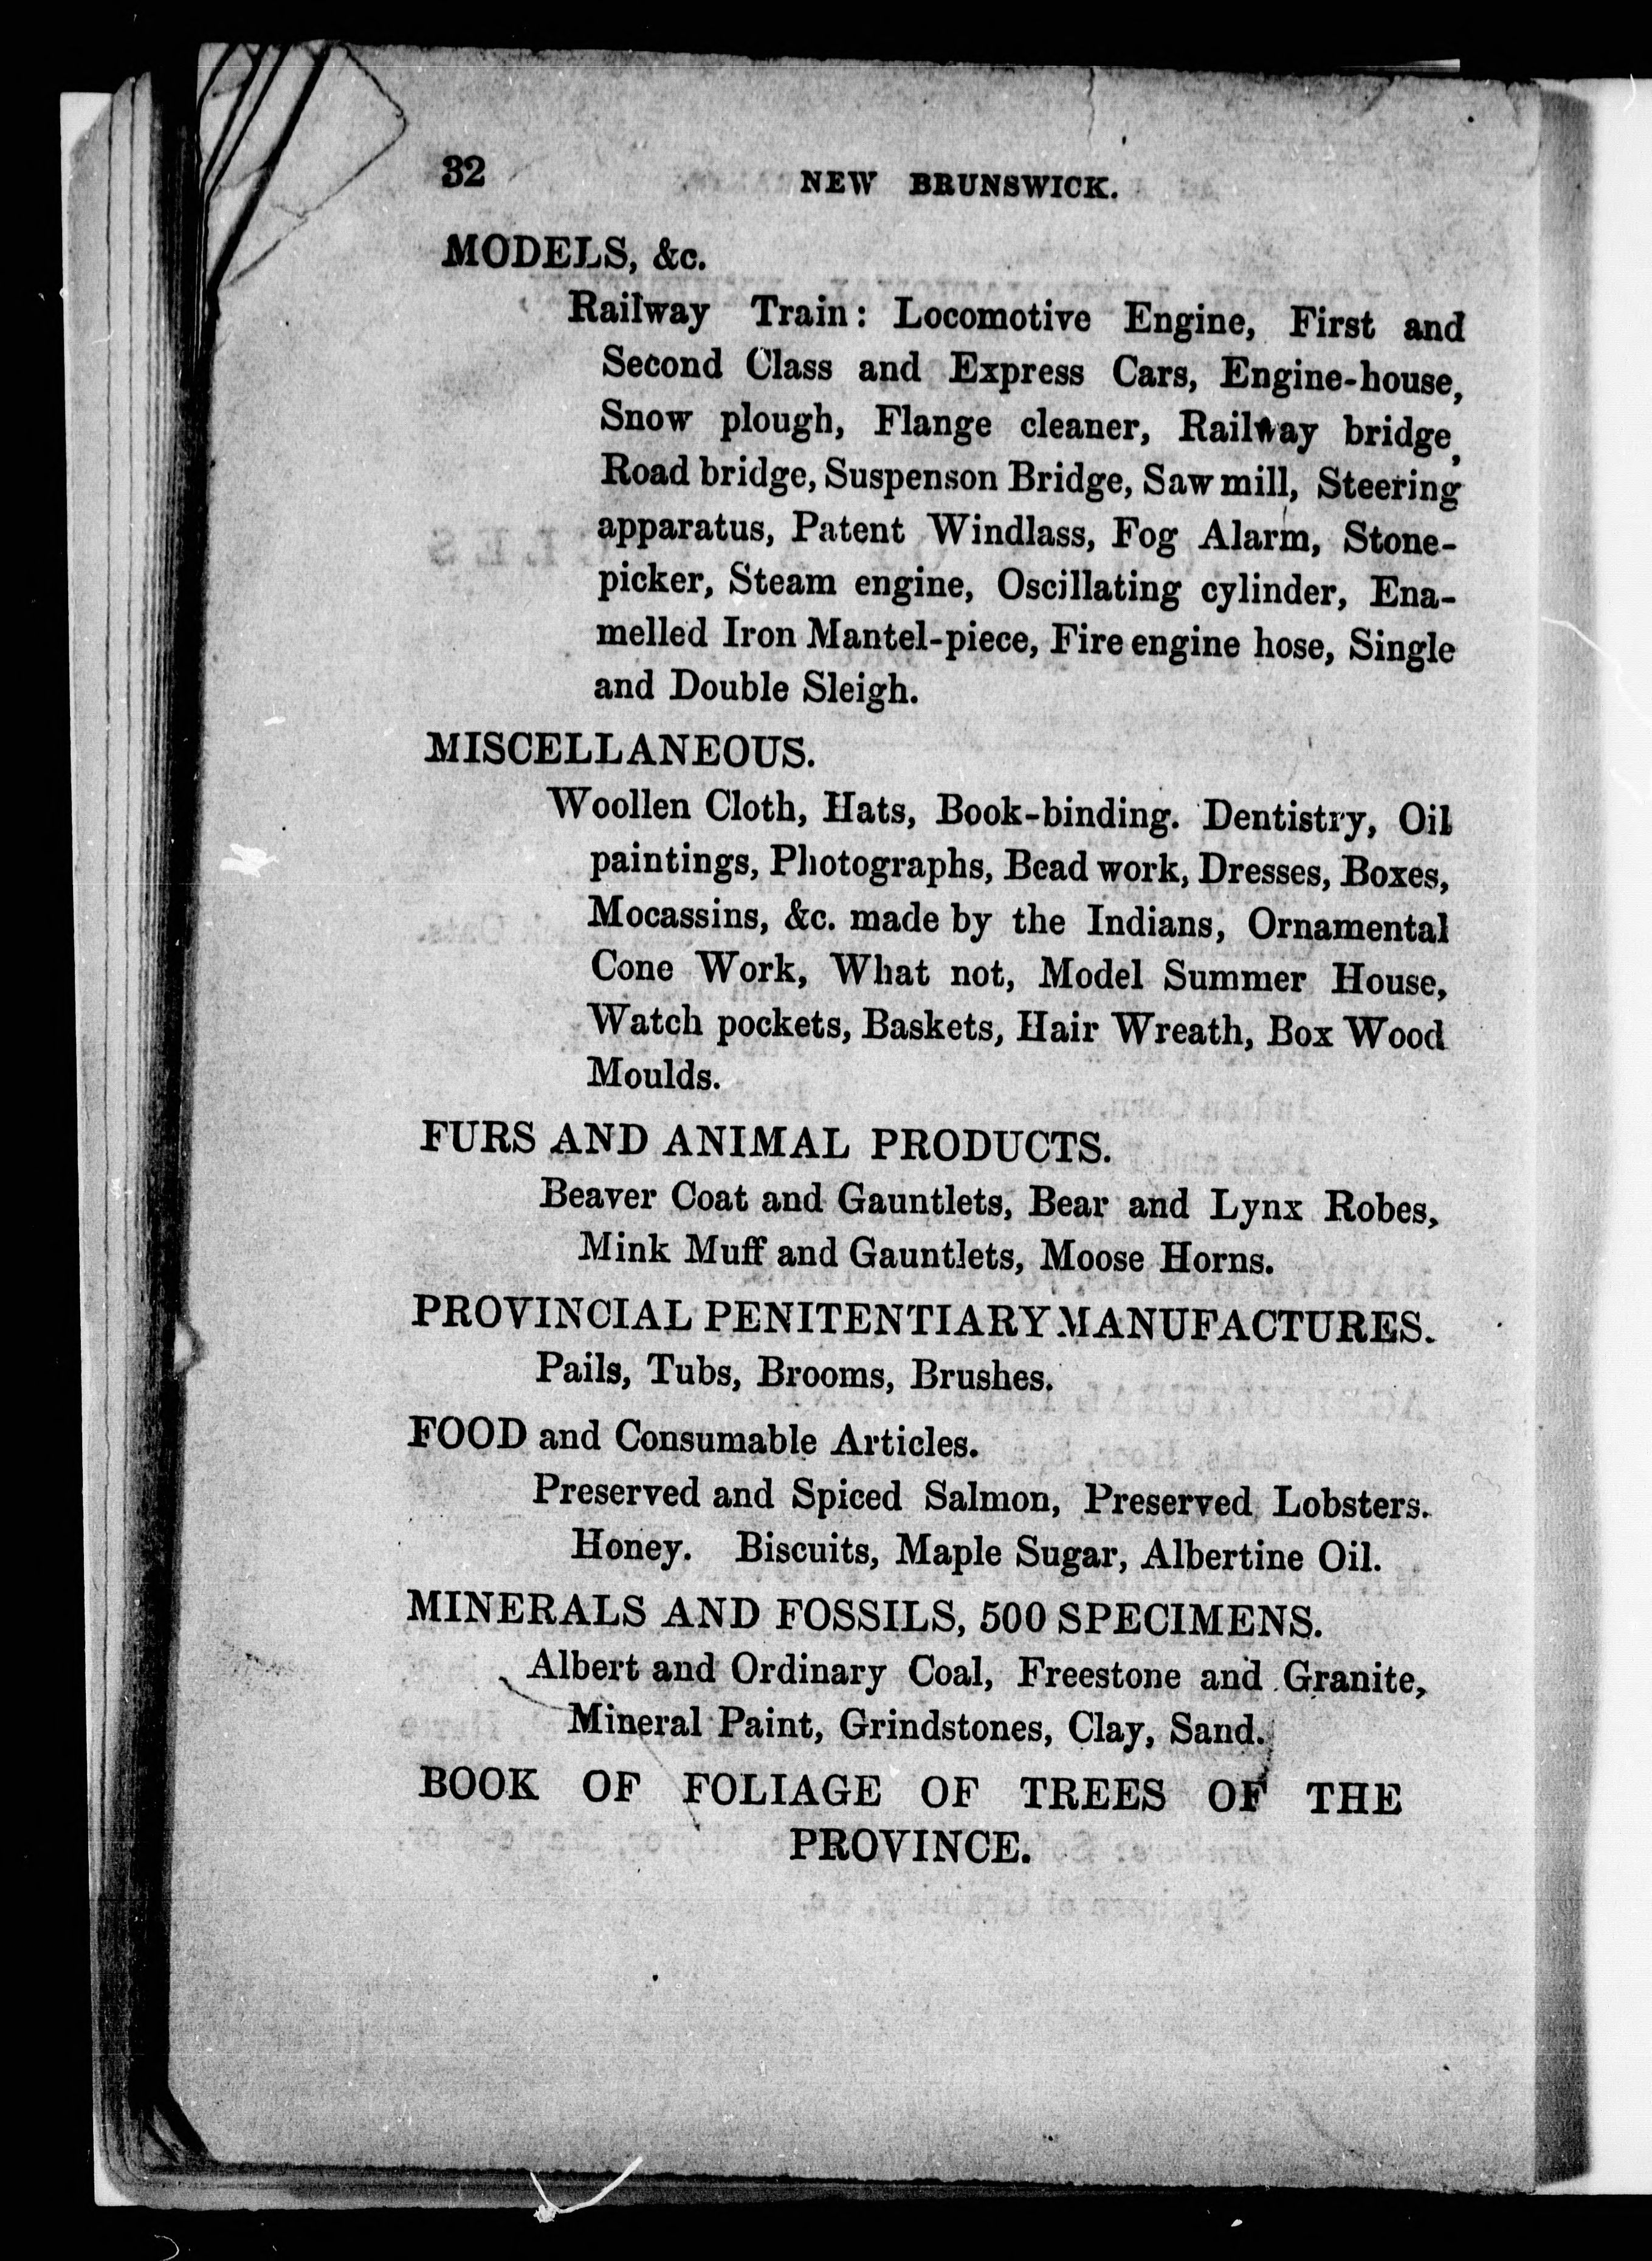 32 NEW BRUNSWICK.
MODELS, &c.
Railway Train: Locomotive Engine, First and
Second Class and Express Cars, Engine-house,
Snow plough, Flange cleaner, Railway bridge,
Road bridge, Suspenson Bridge, Saw mill, Steering
apparatus, Patent Windlass, Fog Alarm, Stone-
picker, Steam engine, Oscillating cylinder, Ena-
melled Iron Mantel-piece, Fire engine hose, Single
and Double Sleigh.
MISCELLANEOUS.
Woollen Cloth, Hats, Book-binding. Dentistry, Oil
paintings, Photographs, Bead work, Dresses, Boxes,
Mocassins, &c. made by the Indians, Ornamental
Cone Work, What not, Model Summer House,
Watch pockets, Baskets, Hair Wreath, Box Wood
Moulds.
FURS AND ANIMAL PRODUCTS.
Beaver Coat and Gauntlets, Bear and Lynx Robes,
Mink Muff and Gauntlets, Moose Horns.
PROVINCIAL PENITENTIARY MANUFACTURES.
Pails, Tubs, Brooms, Brushes.
FOOD and Consumable Articles.
Preserved and Spiced Salmon, Preserved Lobsters.
Honey. Biscuits, Maple Sugar, Albertine Oil.
MINERALS AND FOSSILS, 500 SPECIMENS.
Albert and Ordinary Coal, Freestone and Granite,
Mineral Paint, Grindstones, Clay, Sand.
BOOK OF FOLIAGE OF TREES OF THE
PROVINCE.